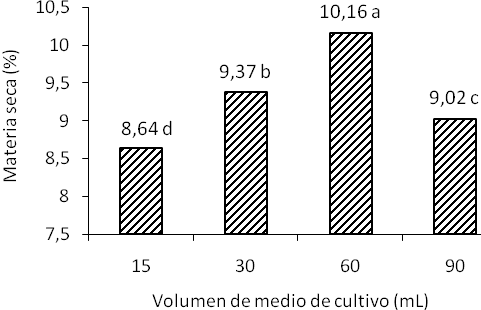 10,5
10
9,5
9
8,5
8
7,5
Materia seca (%)
8,64 d
9,37 b
10,16 a
9,02 c
15 30 60 90
Volumen de medio de cultivo (mL)